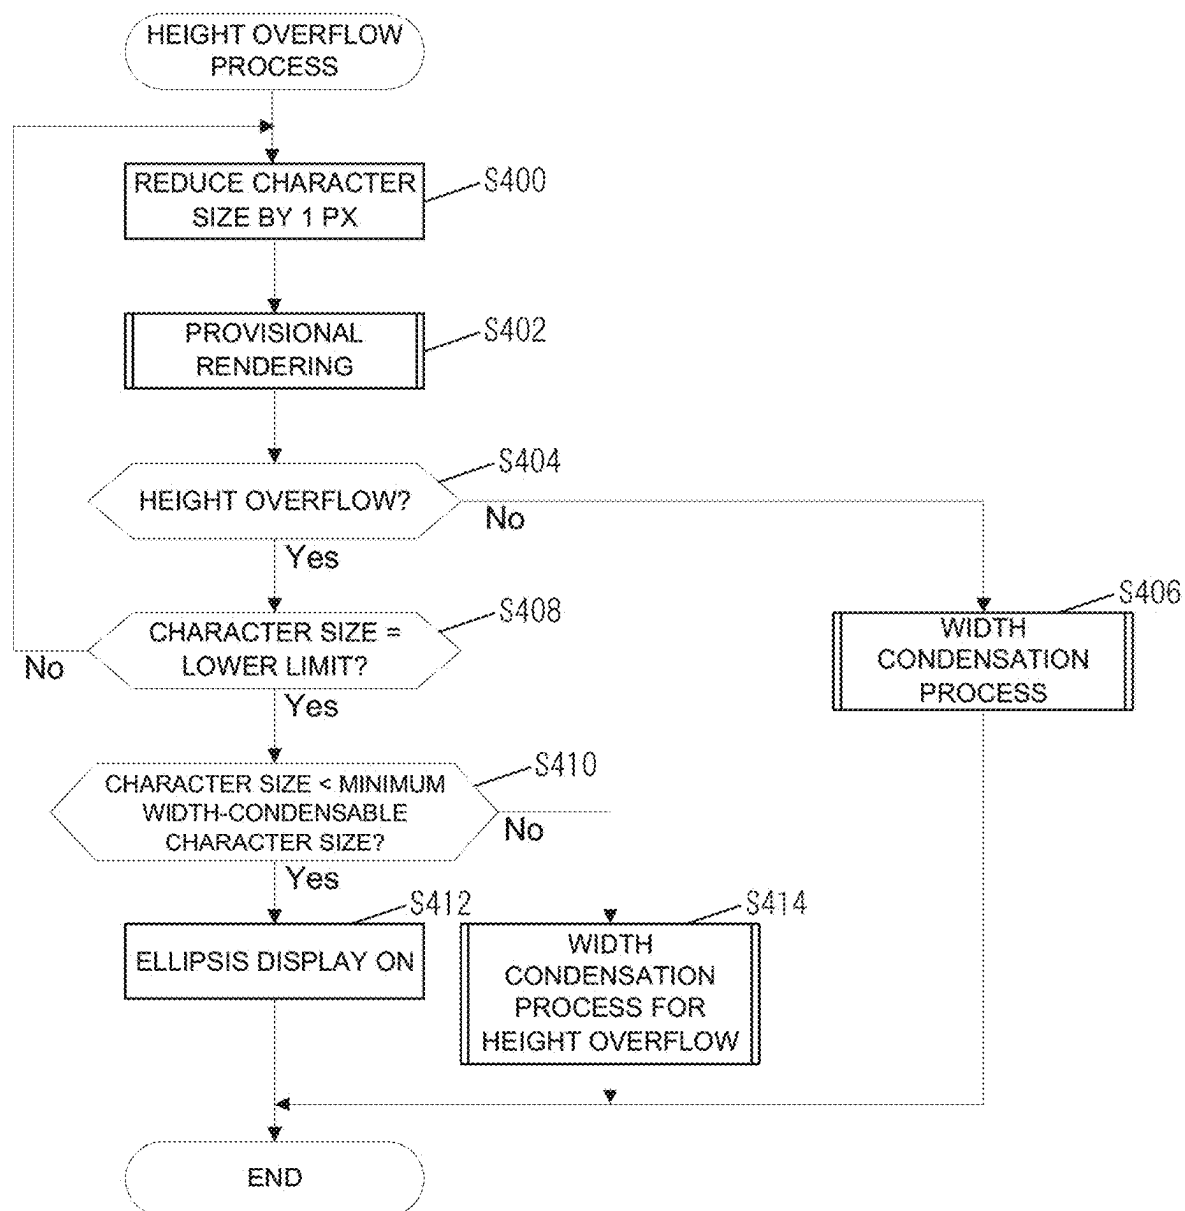 HEIGHT OVERFLOW
PROCESS
REDUCE CHARACTER
SIZE BY 1 PX
S400
PROVISIONAL
RENDERING
S402
HEIGHT OVERFLOW?
S404
No
Yes
CHARACTER SIZE =
LOWER LIMIT?
S408
No
Yes
WIDTH
CONDENSATION
PROCESS
S406
CHARACTER SIZE < MINIMUM
WIDTH-CONDENSABLE
CHARACTER SIZE?
S410
No
Yes
ELLIPSIS DISPLAY ON
S412
WIDTH
CONDENSATION
PROCESS FOR
HEIGHT OVERFLOW
S414
END